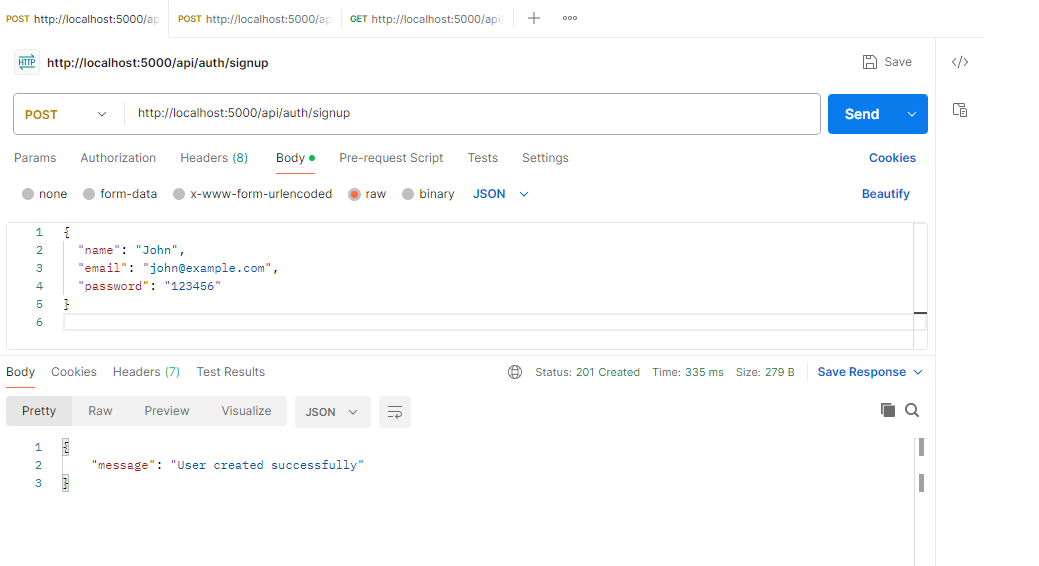 POST http://localhost:5000/ap POST http://localhost:5000/ap GET http://localhost:5000/api,
HTTP http://localhost:5000/api/auth/signup Save </>
POST http://localhost:5000/api/auth/signup Send
Params Authorization Headers (8) Body Pre-request Script Tests Settings Cookies
none form-data x-www-form-urlencoded raw binary JSON Beautify
1 {
2 "name": "John",
3 "email": "john@example.com",
4 "password": "123456"
5 }
6
Body Cookies Headers (7) Test Results Status: 201 Created Time: 335 ms Size: 279 B Save Response
Pretty Raw Preview Visualize JSON
1 {
2 "message": "User created successfully"
3 }